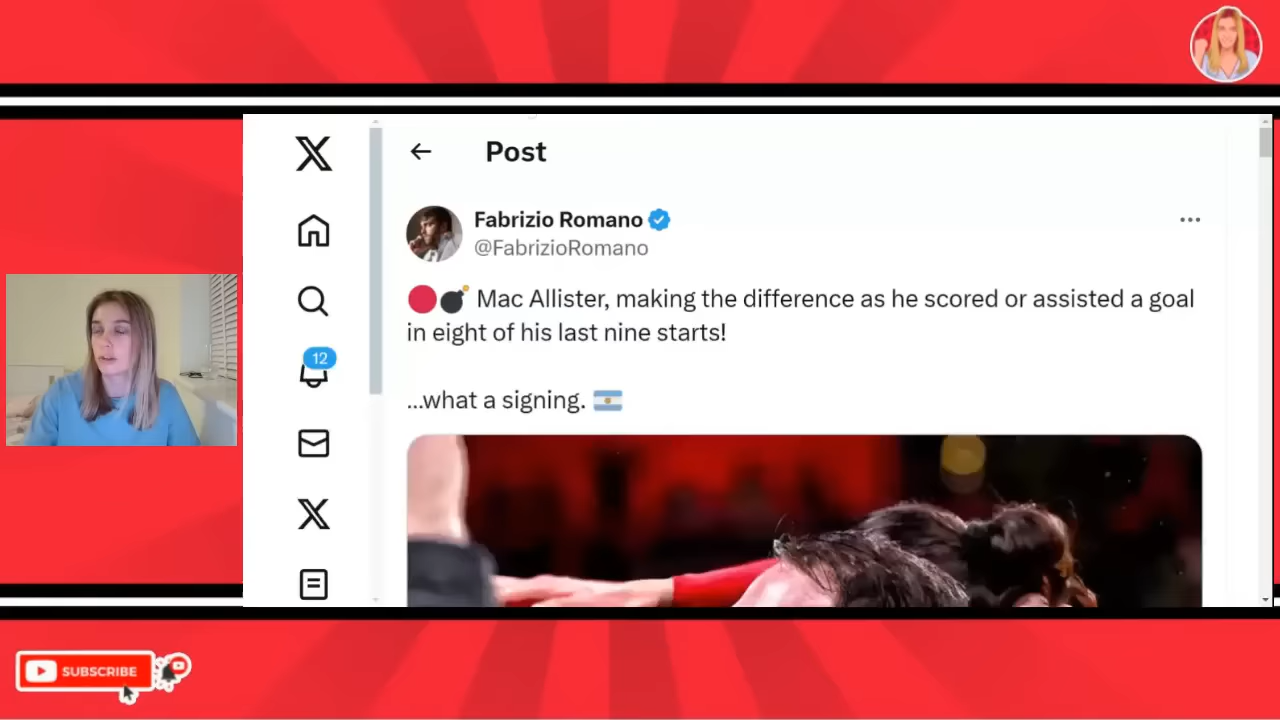 Post
Fabrizio Romano
@FabrizioRomano
🔴💣 Mac Allister, making the difference as he scored or assisted a goal
in eight of his last nine starts!
...what a signing. 🇦🇷
12
SUBSCRIBE